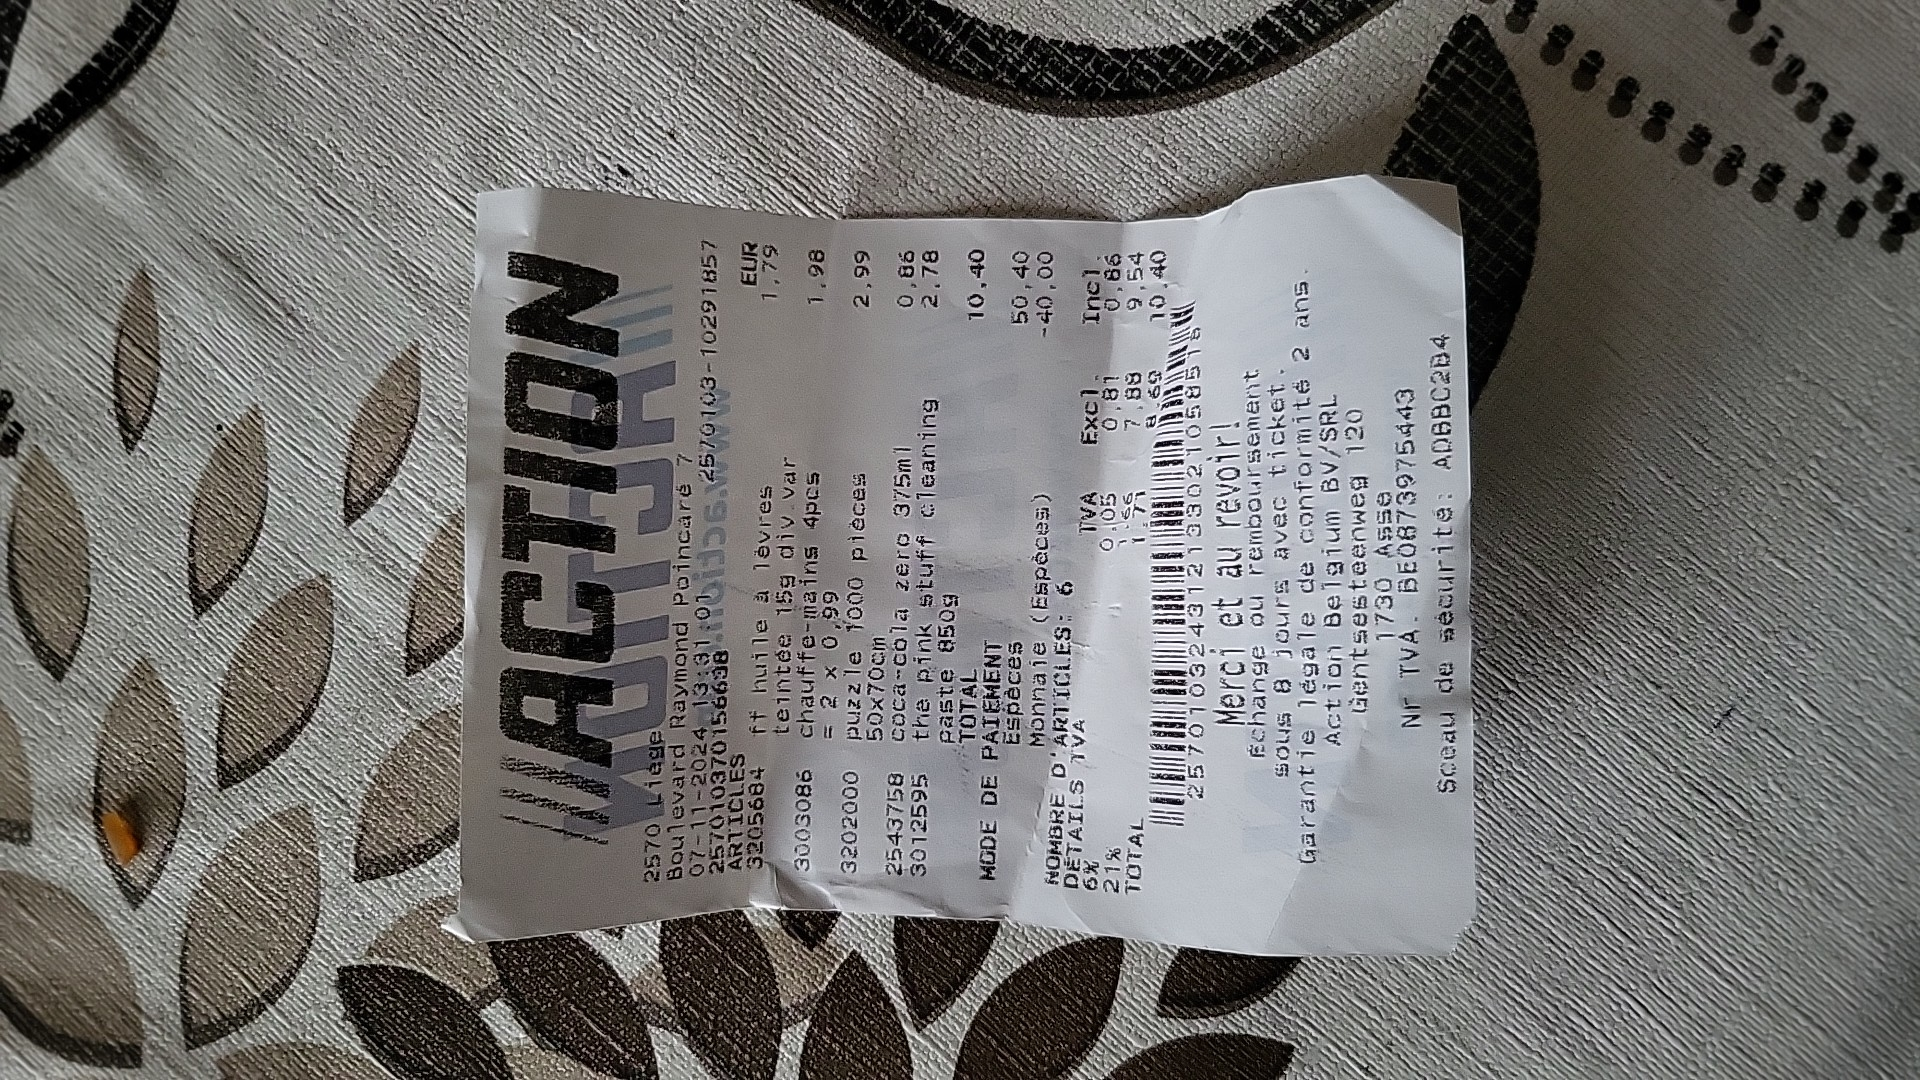 ACTION
2570 Liège
Boulevard Raymond Poincaré 7
07-11-2024 13:31:01 2570103-10291857
ARTICLES EUR
3205684 ff huile à lèvres 1,79
teintée 15g div.var
3003086 chauffe-mains 4pcs 1,98
= 2 x 0,99
3202000 puzzle 1000 pièces 2,99
50x70cm
2543758 coca-cola zero 375ml 0,86
3012595 the pink stuff cleaning 2,78
paste 850g
TOTAL 10,40
MODE DE PAIEMENT
Espèces 50,40
Monnaie (Espèces) -40,00
NOMBRE D'ARTICLES: 6
DÉTAILS TVA TVA Excl. Incl.
6% 0,05 0,81 0,86
21% 1,66 7,88 9,54
TOTAL 1,71 8,69 10,40
Merci et au revoir!
Échange ou remboursement
sous 8 jours avec ticket.
Garantie légale de conformité 2 ans.
Action Belgium BV/SRL
Gentsesteenweg 120
1730 Asse
Nr TVA. BE0873975443
Sceau de sécurité: